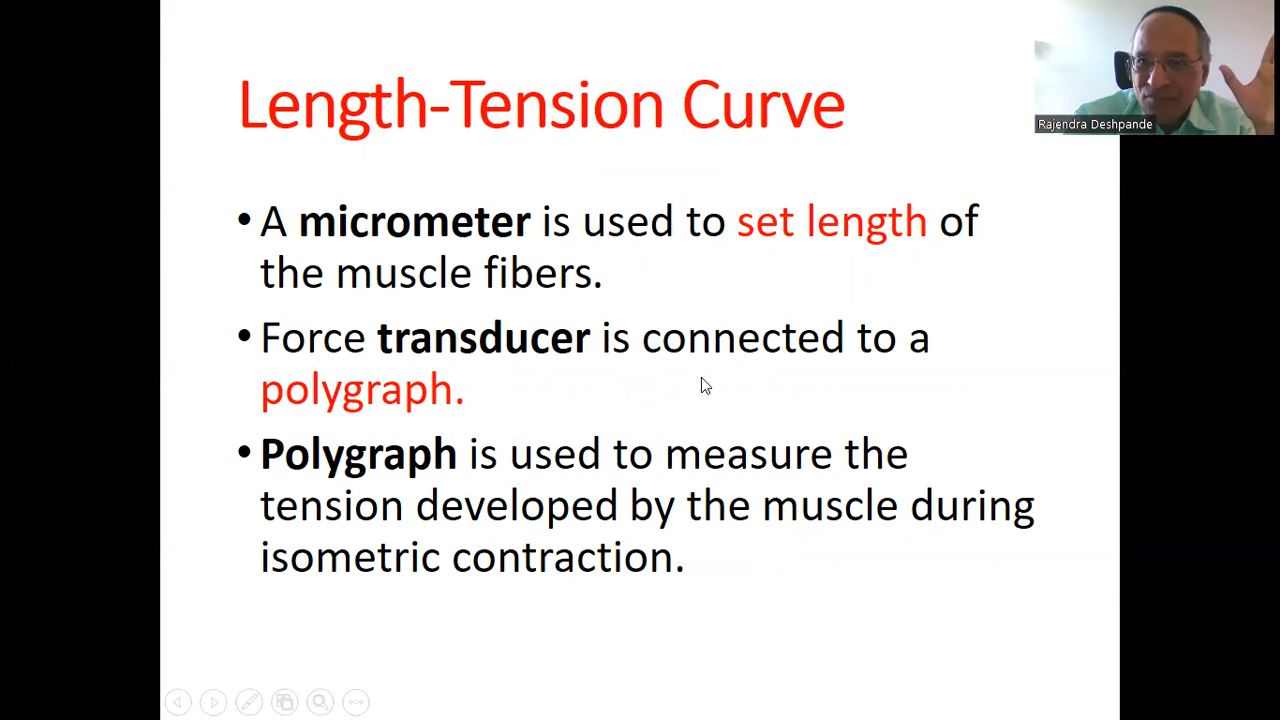 Length-Tension Curve
Rajendra Deshpande
• A micrometer is used to set length of
the muscle fibers.
• Force transducer is connected to a
polygraph.
• Polygraph is used to measure the
tension developed by the muscle during
isometric contraction.